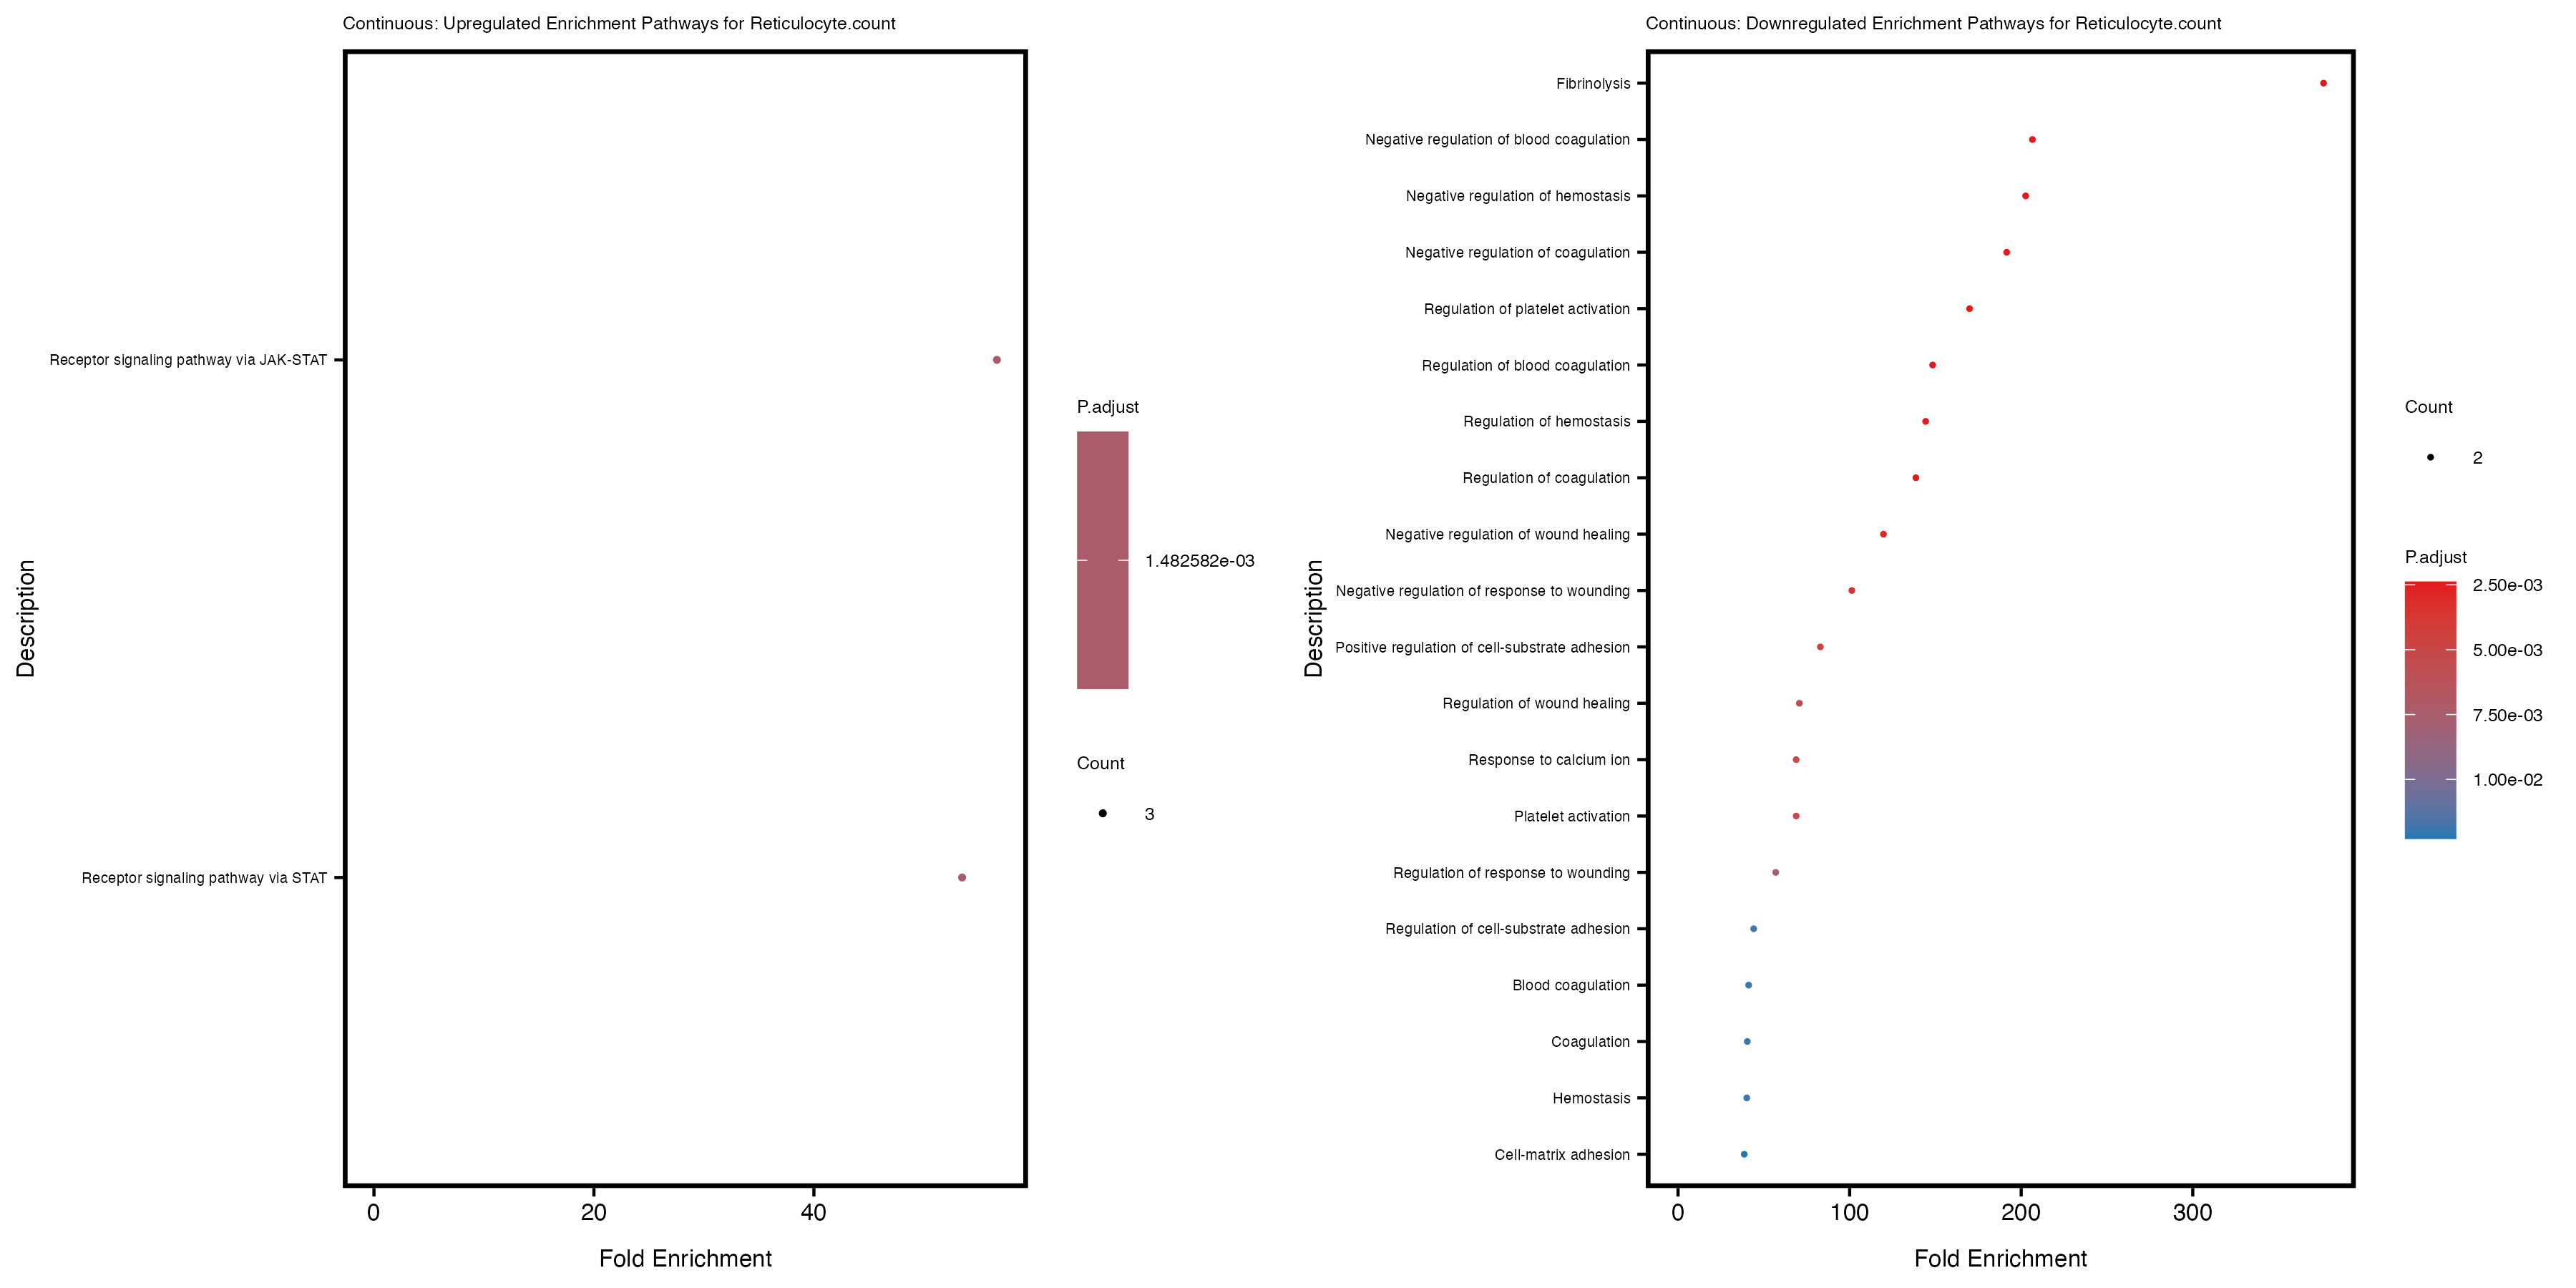 Continuous: Upregulated Enrichment Pathways for Reticulocyte.count
Description
Receptor signaling pathway via JAK-STAT
Receptor signaling pathway via STAT
0
20
40
Fold Enrichment
P.adjust
1.482582e-03
Count
3
Continuous: Downregulated Enrichment Pathways for Reticulocyte.count
Description
Fibrinolysis
Negative regulation of blood coagulation
Negative regulation of hemostasis
Negative regulation of coagulation
Regulation of platelet activation
Regulation of blood coagulation
Regulation of hemostasis
Regulation of coagulation
Negative regulation of wound healing
Negative regulation of response to wounding
Positive regulation of cell-substrate adhesion
Regulation of wound healing
Response to calcium ion
Platelet activation
Regulation of response to wounding
Regulation of cell-substrate adhesion
Blood coagulation
Coagulation
Hemostasis
Cell-matrix adhesion
0
100
200
300
Fold Enrichment
Count
2
P.adjust
2.50e-03
5.00e-03
7.50e-03
1.00e-02